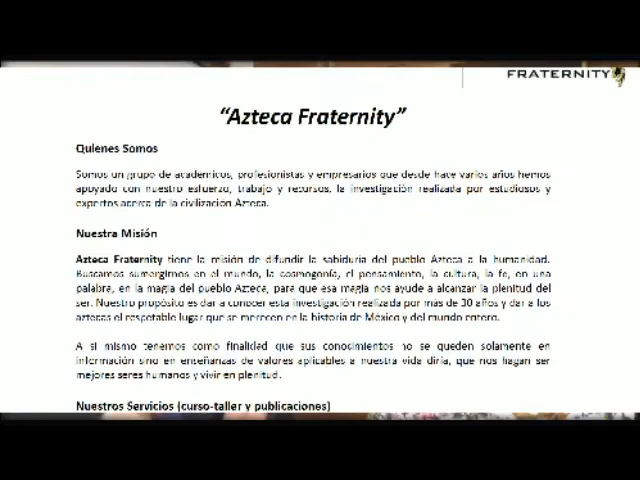 FRATERNITY
“Azteca Fraternity”
Quienes Somos
Somos un grupo de academicos, profesionistas y empresarios que desde hace varios años hemos
apoyado con nuestro esfuerzo, trabajo y recursos, la investigación realizada por estudiosos y
expertos acerca de la civilización Azteca.
Nuestra Misión
Azteca Fraternity tiene la misión de difundir la sabiduría del pueblo Azteca a la humanidad.
Buscamos sumergirnos en el mundo, la cosmogonía, el pensamiento, la cultura, la fe, en una
palabra, en la magia del pueblo Azteca, para que esa magia nos ayude a alcanzar la plenitud del
ser. Nuestro propósito es dar a conocer esta investigación realizada por más de 30 años y dar a los
aztecas el respetable lugar que se merecen en la historia de México y del mundo entero.
A si mismo tenemos como finalidad que sus conocimientos no se queden solamente en
información sino en enseñanzas de valores aplicables a nuestra vida diria, que nos hagan ser
mejores seres humanos y vivir en plenitud.
Nuestros Servicios (curso-taller y publicaciones)